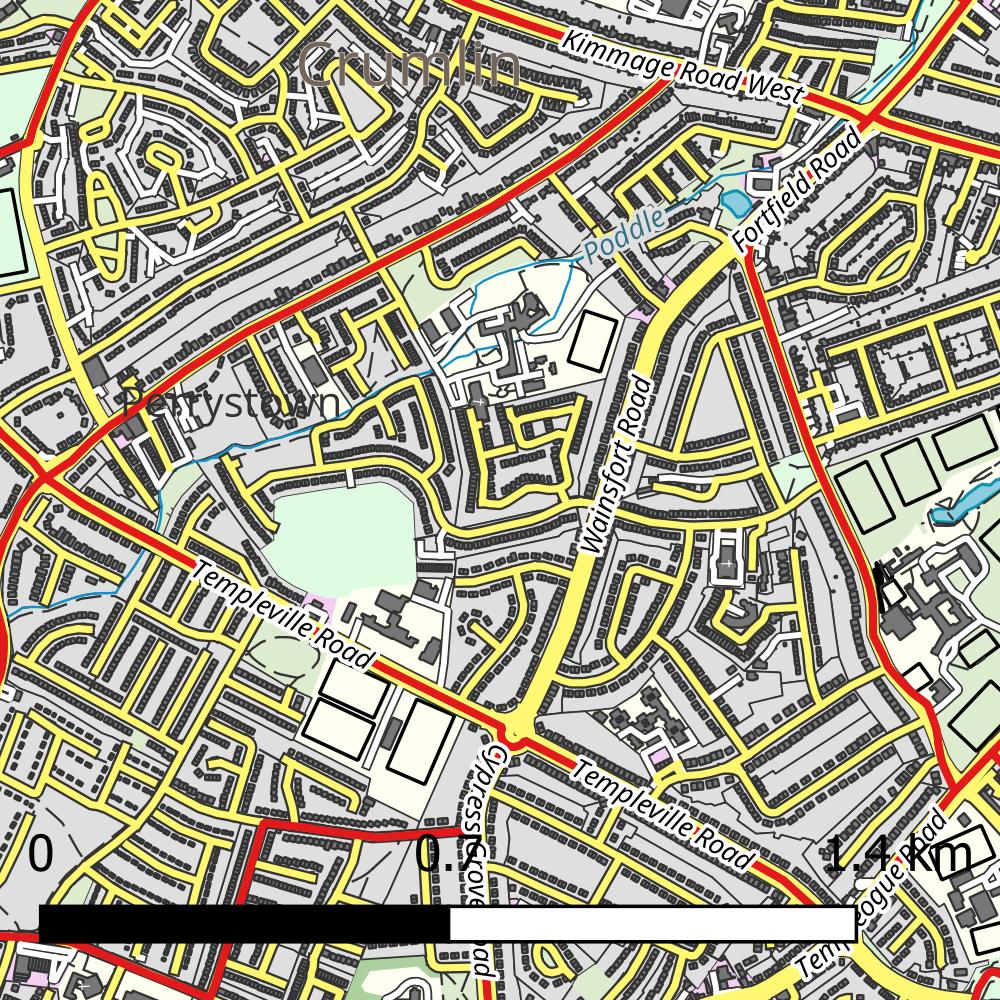 Crumlin
Kimmage Road West
Fortfield Road
Poddle
Perrystown
Wainsfort Road
Templeville Road
Templeville Road
Cypress Grove Road
Templeogue Road
0
0.7
1.4 km